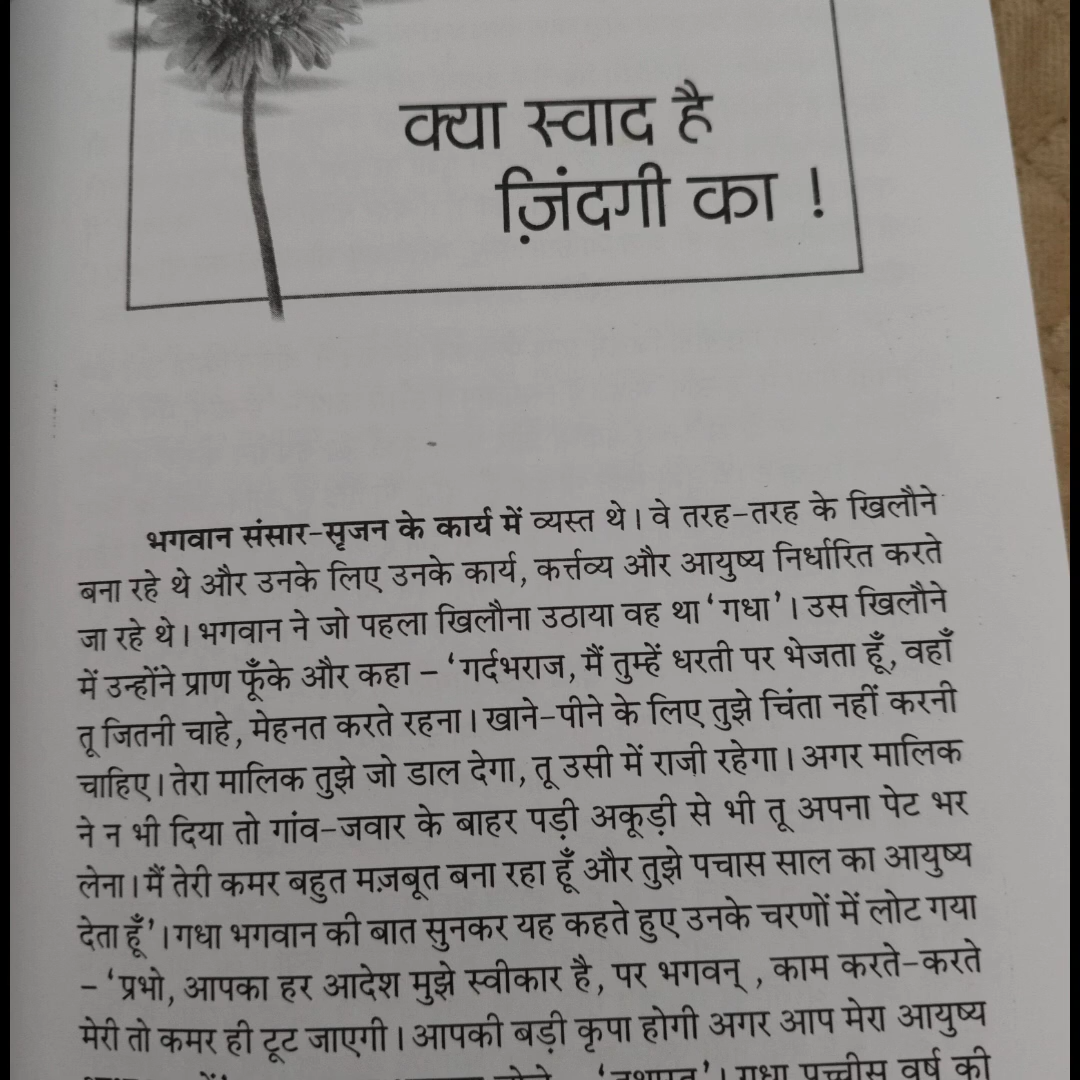 क्या स्वाद है
ज़िंदगी का !
भगवान संसार-सृजन के कार्य में व्यस्त थे। वे तरह-तरह के खिलौने
बना रहे थे और उनके लिए उनके कार्य, कर्त्तव्य और आयुष्य निर्धारित करते
जा रहे थे। भगवान ने जो पहला खिलौना उठाया वह था ‘गधा’। उस खिलौने
में उन्होंने प्राण फूँके और कहा – ‘गर्दभराज, मैं तुम्हें धरती पर भेजता हूँ, वहाँ
तू जितनी चाहे, मेहनत करते रहना। खाने-पीने के लिए तुझे चिंता नहीं करनी
चाहिए। तेरा मालिक तुझे जो डाल देगा, तू उसी में राजी रहेगा। अगर मालिक
ने न भी दिया तो गांव-जवार के बाहर पड़ी अकूड़ी से भी तू अपना पेट भर
लेना। मैं तेरी कमर बहुत मज़बूत बना रहा हूँ और तुझे पचास साल का आयुष्य
देता हूँ’। गधा भगवान की बात सुनकर यह कहते हुए उनके चरणों में लोट गया
– ‘प्रभो, आपका हर आदेश मुझे स्वीकार है, पर भगवन् , काम करते-करते
मेरी तो कमर ही टूट जाएगी। आपकी बड़ी कृपा होगी अगर आप मेरा आयुष्य
‘तथास्तु’। गधा पच्चीस वर्ष की